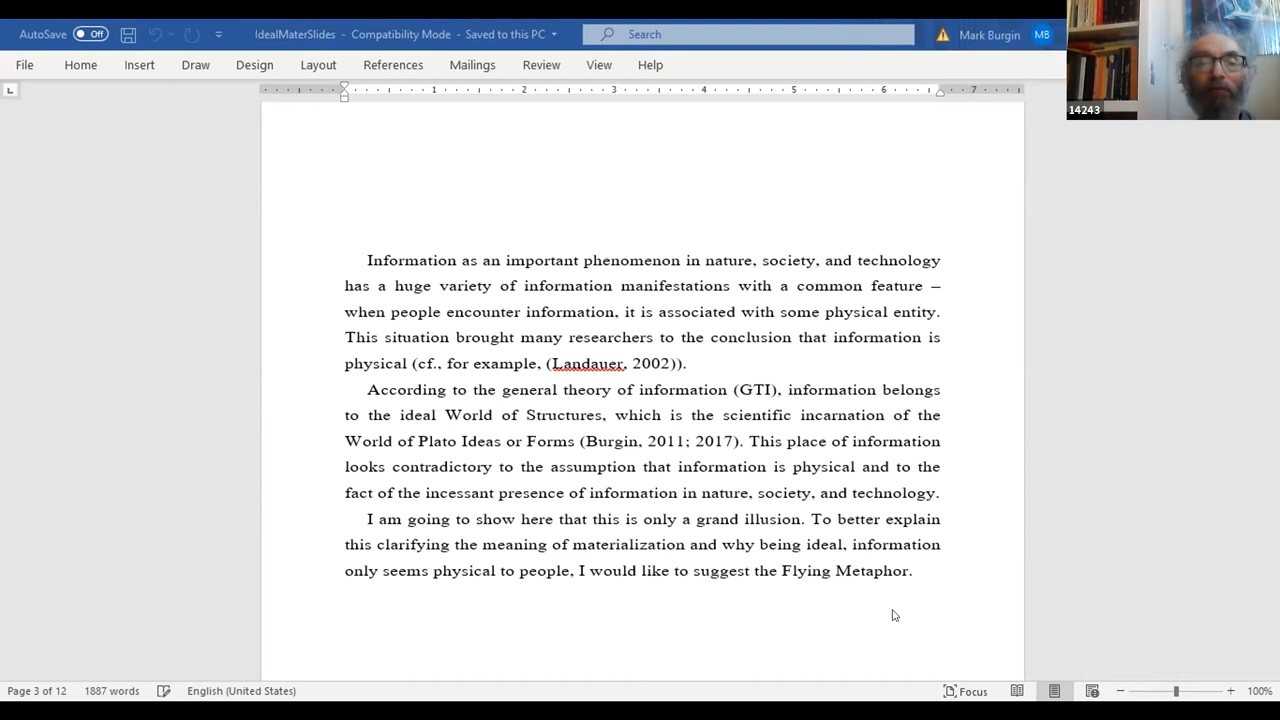 AutoSave Off IdealMaterSlides - Compatibility Mode - Saved to this PC Search Mark Burgin MB
File Home Insert Draw Design Layout References Mailings Review View Help
14243
1 2 3 4 5 6 7
Information as an important phenomenon in nature, society, and technology
has a huge variety of information manifestations with a common feature –
when people encounter information, it is associated with some physical entity.
This situation brought many researchers to the conclusion that information is
physical (cf., for example, (Landauer, 2002)).
According to the general theory of information (GTI), information belongs
to the ideal World of Structures, which is the scientific incarnation of the
World of Plato Ideas or Forms (Burgin, 2011; 2017). This place of information
looks contradictory to the assumption that information is physical and to the
fact of the incessant presence of information in nature, society, and technology.
I am going to show here that this is only a grand illusion. To better explain
this clarifying the meaning of materialization and why being ideal, information
only seems physical to people, I would like to suggest the Flying Metaphor.
Page 3 of 12 1887 words English (United States) Focus 100%